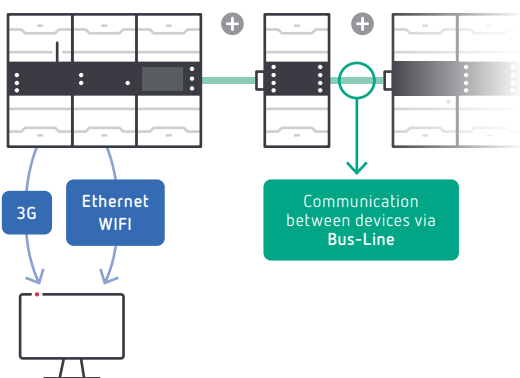 3G
Ethernet
WIFI
Communication
between devices via
Bus-Line